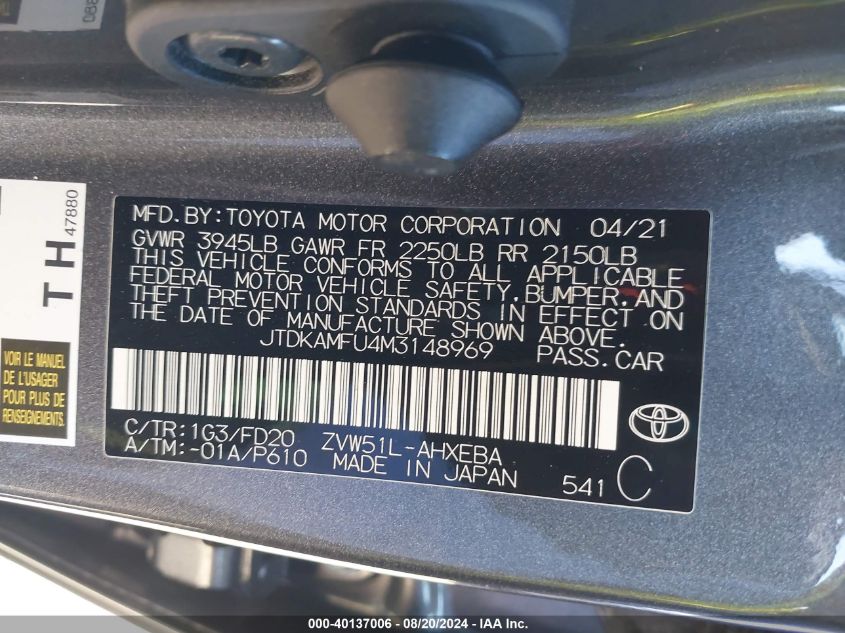 MFD.BY:TOYOTA MOTOR CORPORATION 04/21
GVWR 3945LB GAWR FR 2250LB RR 2150LB
THIS VEHICLE CONFORMS TO ALL APPLICABLE
FEDERAL MOTOR VEHICLE SAFETY,BUMPER,AND
THEFT PREVENTION STANDARDS IN EFFECT ON
THE DATE OF MANUFACTURE SHOWN ABOVE.
JTDKAMFU4M3148969 PASS.CAR
C/TR:1G3/FD20 ZVW51L-AHXEBA
A/TM:-01A/P610 MADE IN JAPAN
541 C
TH
47880
VOIR LE MANUEL
DE L'USAGER
POUR PLUS DE
RENSEIGNEMENTS.
000-40137006 // 08/20/2024 - IAAI.com